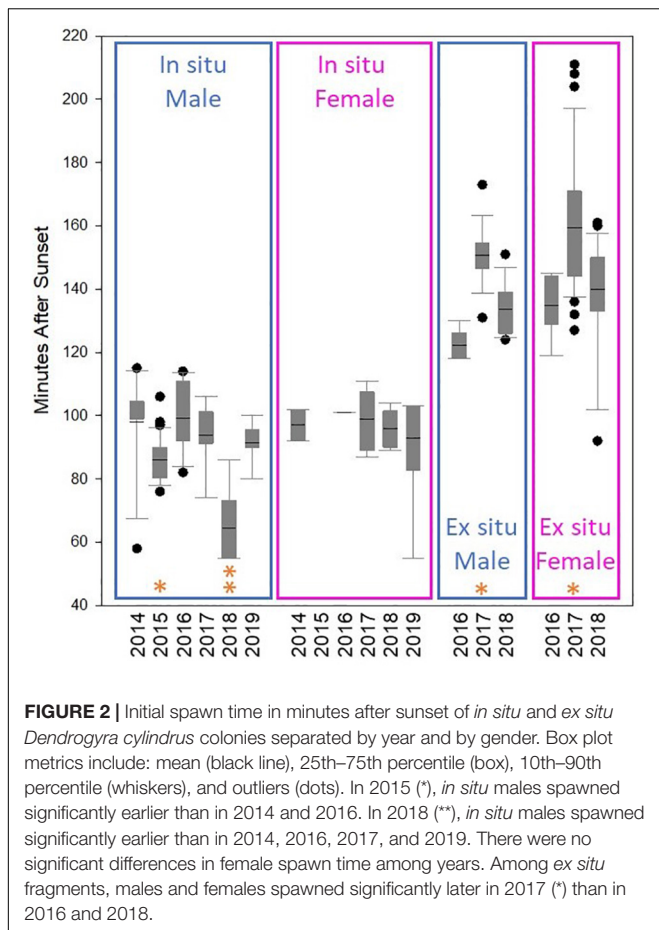 220
200
180
160
140
120
100
80
60
40
Minutes After Sunset
In situ
Male
In situ
Female
Ex situ
Male
Ex situ
Female
*
*
*
*
*
2014
2015
2016
2017
2018
2019
2014
2015
2016
2017
2018
2019
2016
2017
2018
2016
2017
2018
FIGURE 2 | Initial spawn time in minutes after sunset of in situ and ex situ
Dendrogyra cylindrus colonies separated by year and by gender. Box plot
metrics include: mean (black line), 25th–75th percentile (box), 10th–90th
percentile (whiskers), and outliers (dots). In 2015 (*), in situ males spawned
significantly earlier than in 2014 and 2016. In 2018 (**), in situ males spawned
significantly earlier than in 2014, 2016, 2017, and 2019. There were no
significant differences in female spawn time among years. Among ex situ
fragments, males and females spawned significantly later in 2017 (*) than in
2016 and 2018.